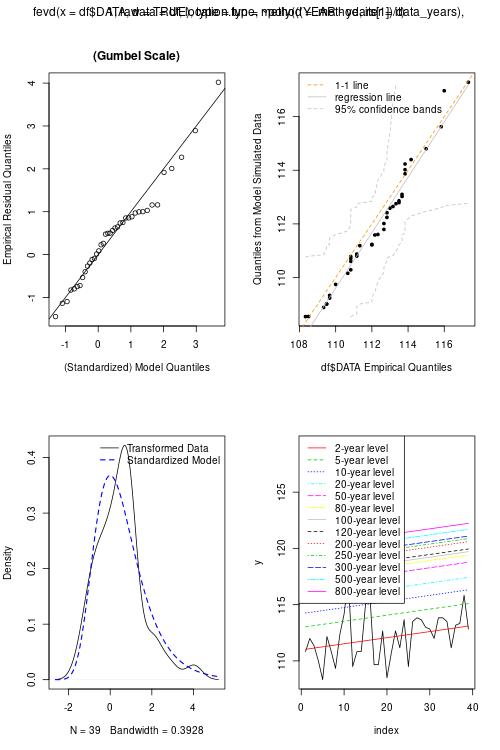 fevd(x = df$DATA, data =
data_years),
(Gumbel Scale)
Empirical Residual Quantiles
4
3
2
1
0
-1
-1 0 1 2 3
(Standardized) Model Quantiles
1-1 line
regression line
95% confidence bands
Quantiles from Model Simulated Data
116
114
112
110
108 110 112 114 116
df$DATA Empirical Quantiles
Transformed Data
Standardized Model
Density
0.4
0.3
0.2
0.1
0.0
-2 0 2 4
N = 39 Bandwidth = 0.3928
2-year level
5-year level
10-year level
20-year level
50-year level
80-year level
100-year level
120-year level
200-year level
250-year level
300-year level
500-year level
800-year level
y
125
120
115
110
0 10 20 30 40
index